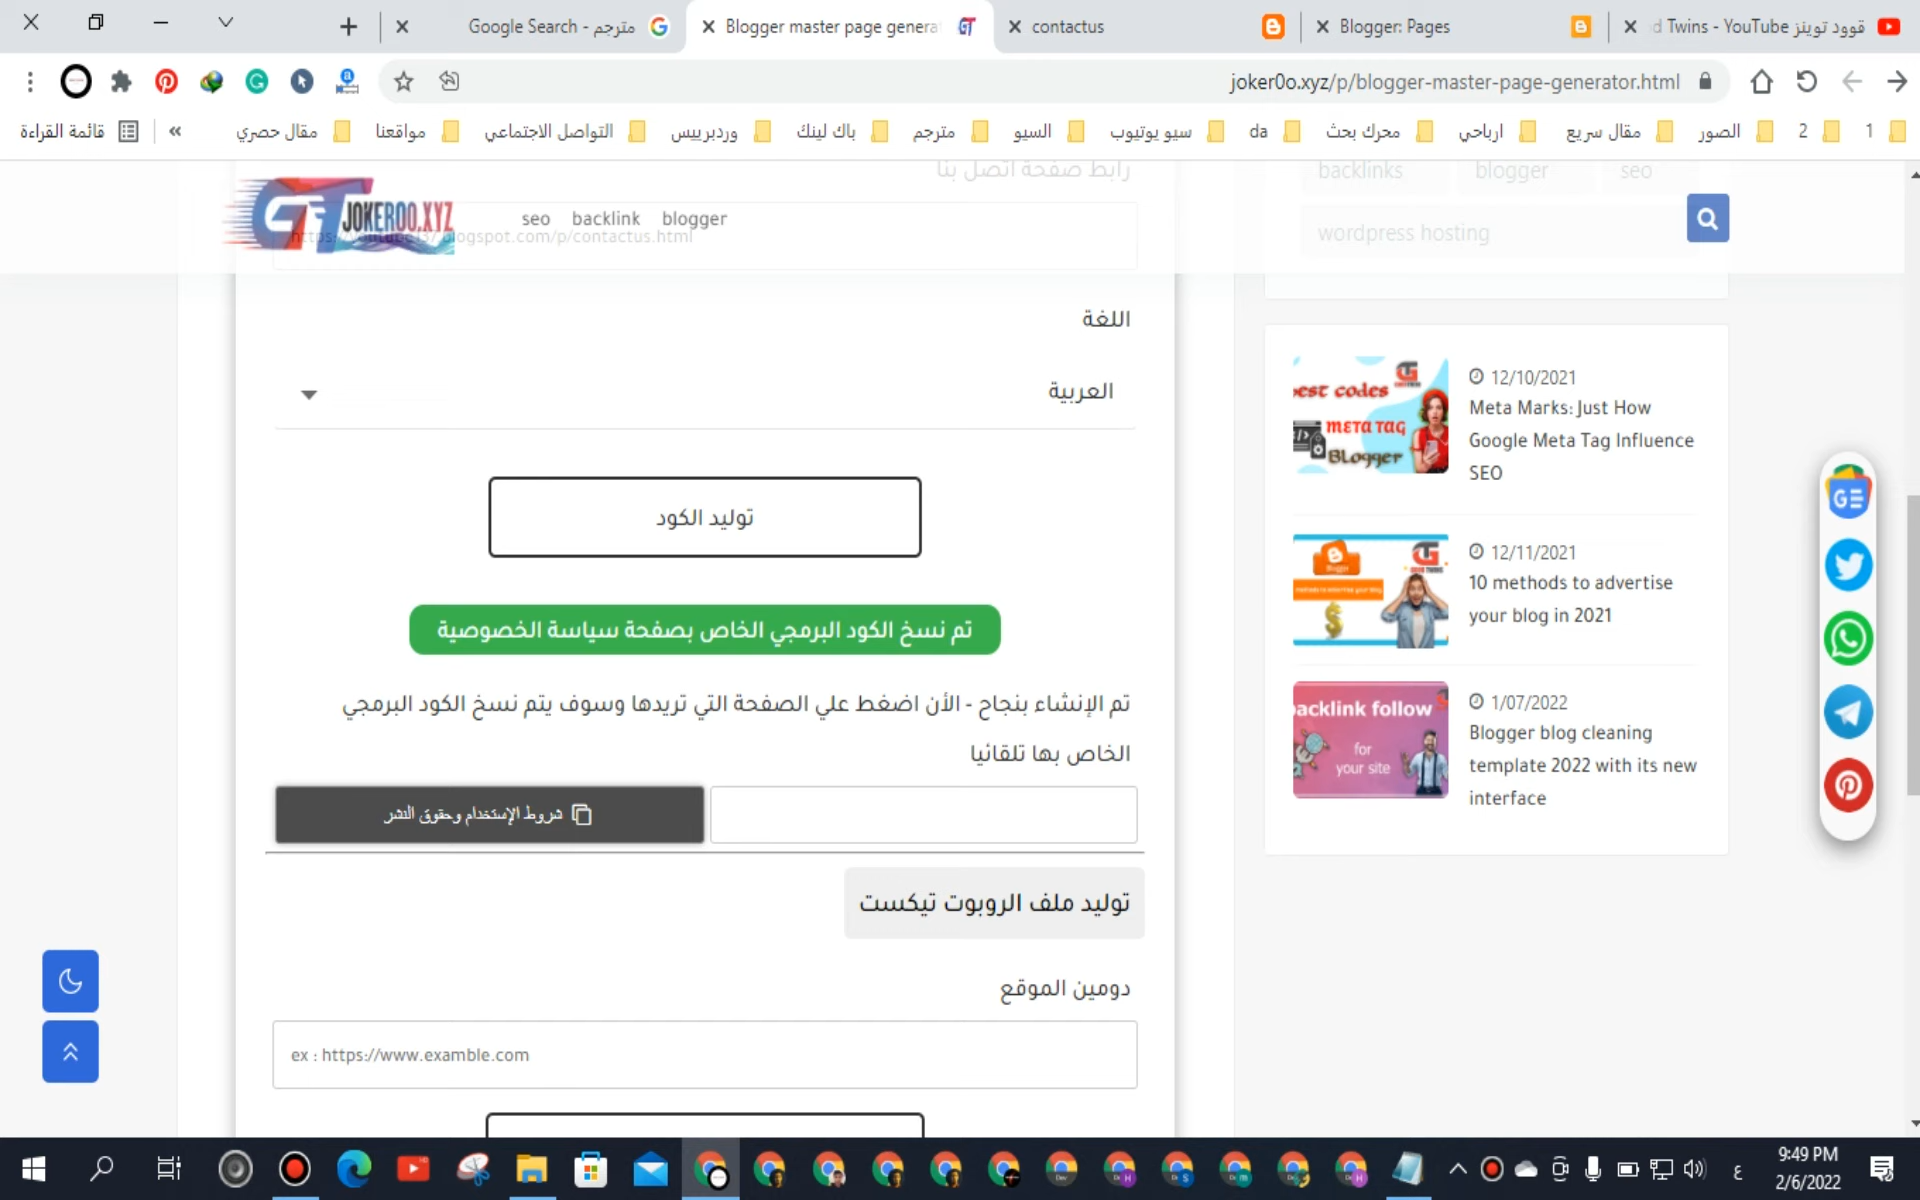 Google Search - مترجم
Blogger master page genera
contactus
Blogger: Pages
d Twins - YouTube قوود توينز
joker0o.xyz/p/blogger-master-page-generator.html
قائمة القراءة
»
مقال حصري
مواقعنا
التواصل الاجتماعي
وردبرييس
باك لينك
مترجم
السيو
سيو يوتيوب
da
محرك بحث
ارباحي
مقال سريع
الصور
2
1
رابط صفحة اتصل بنا
GT JOKEROO.XYZ
seo backlink blogger
blogspot.com/p/contactus.html
backlinks blogger seo
wordpress hosting
اللغة
العربية
توليد الكود
تم نسخ الكود البرمجي الخاص بصفحة سياسة الخصوصية
تم الإنشاء بنجاح - الأن اضغط علي الصفحة التي تريدها وسوف يتم نسخ الكود البرمجي
الخاص بها تلقائيا
شروط الإستخدام وحقوق النشر
توليد ملف الروبوت تيكست
دومين الموقع
ex : https://www.examble.com
best codes
META TAG
Blogger
12/10/2021
Meta Marks: Just How
Google Meta Tag Influence
SEO
12/11/2021
10 methods to advertise
your blog in 2021
backlink follow
for
your site
1/07/2022
Blogger blog cleaning
template 2022 with its new
interface
ع
9:49 PM
2/6/2022